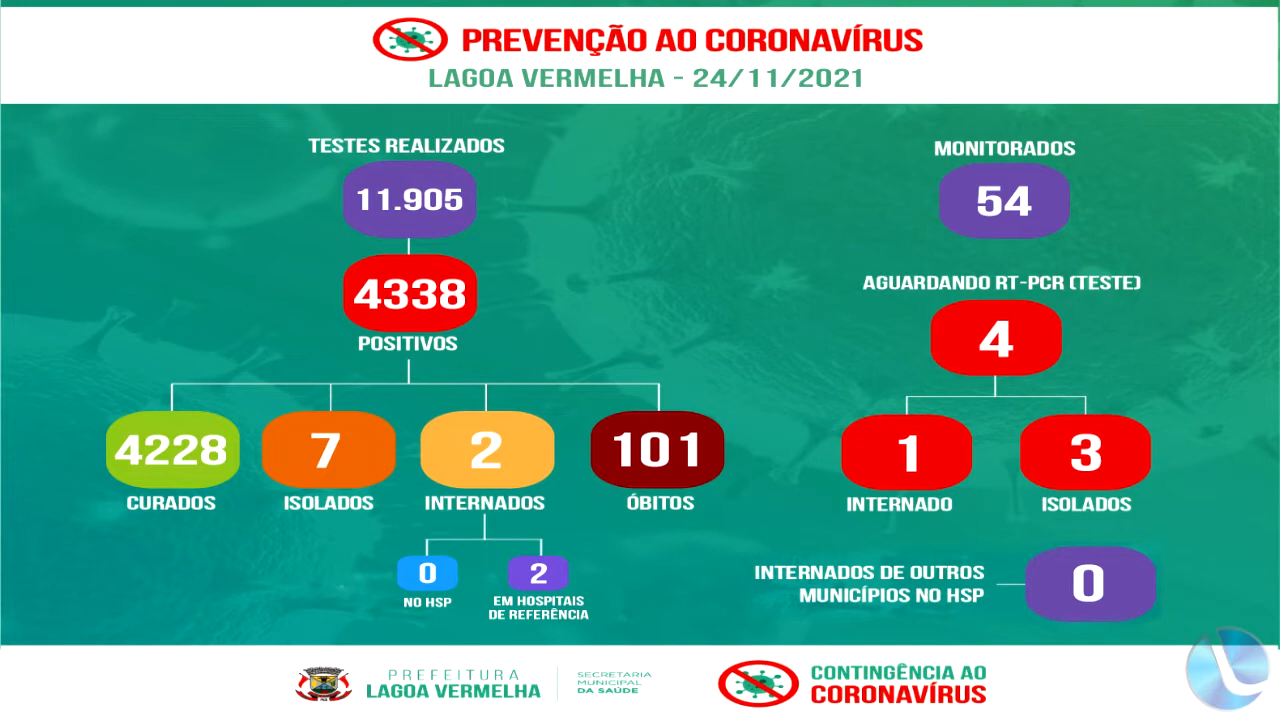 PREVENÇÃO AO CORONAVÍRUS
LAGOA VERMELHA - 24/11/2021
TESTES REALIZADOS
11.905
4338
POSITIVOS
4228
CURADOS
7
ISOLADOS
2
INTERNADOS
101
ÓBITOS
0
NO HSP
2
EM HOSPITAIS
DE REFERÊNCIA
MONITORADOS
54
AGUARDANDO RT-PCR (TESTE)
4
1
INTERNADO
3
ISOLADOS
INTERNADOS DE OUTROS
MUNICÍPIOS NO HSP
0
PREFEITURA
LAGOA VERMELHA
SECRETARIA
MUNICIPAL
DA SAÚDE
CONTINGÊNCIA AO
CORONAVÍRUS